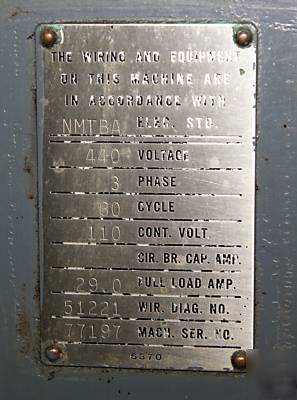 THE WIRING AND EQUIPMENT
ON THIS MACHINE ARE
IN ACCORDANCE WITH
NMTBA ELEC. STD.
440 VOLTAGE
3 PHASE
60 CYCLE
110 CONT. VOLT.
CIR. BR. CAP. AMP.
29.0 FULL LOAD AMP.
51221 WIR. DIAG. NO.
77197 MACH. SER. NO.
6370